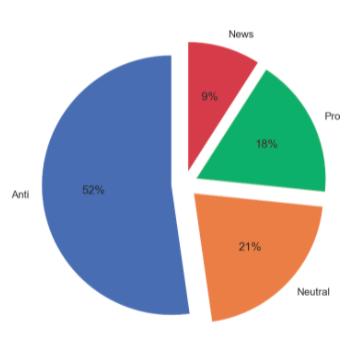 News
9%
Pro
18%
Anti
52%
21%
Neutral